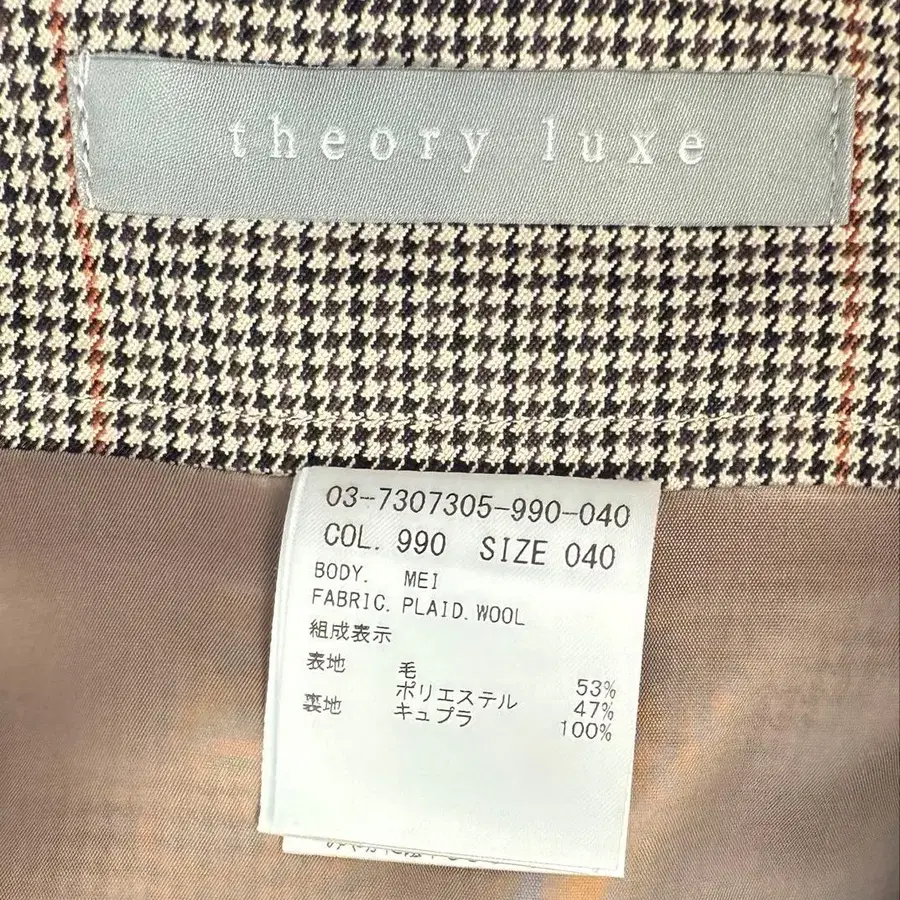 theory luxe
03-7307305-990-040
COL. 990 SIZE 040
BODY. MEI
FABRIC. PLAID. WOOL
組成表示
表地 毛 53%
ポリエステル 47%
裏地 キュプラ 100%